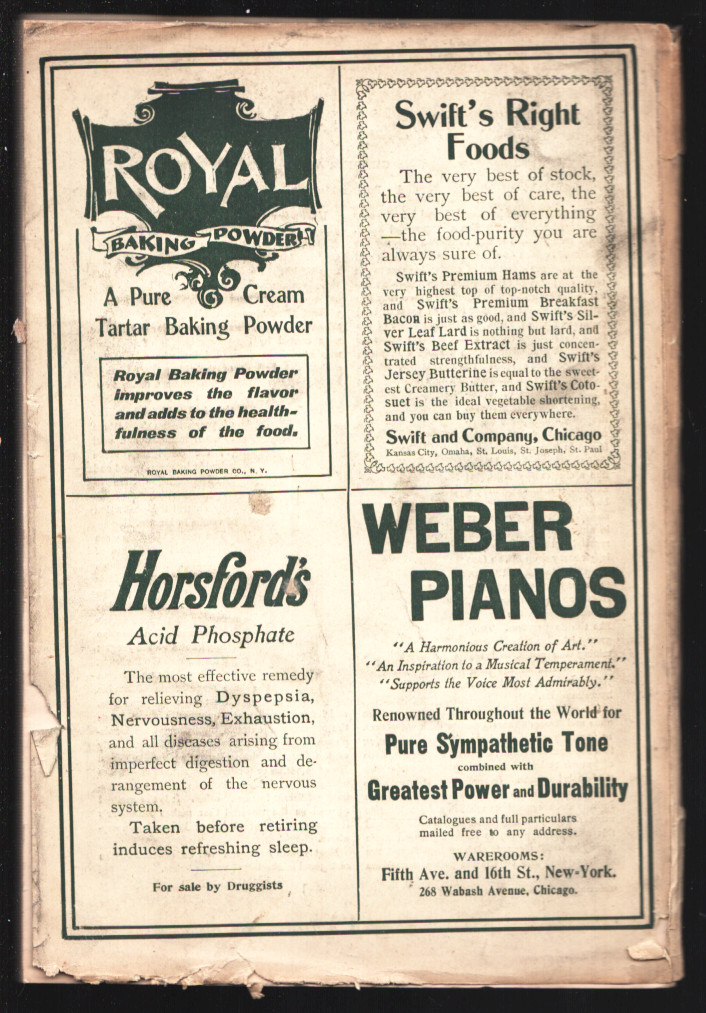 ROYAL
BAKING POWDER
A Pure Cream
Tartar Baking Powder
Royal Baking Powder
improves the flavor
and adds to the health-
fulness of the food.
ROYAL BAKING POWDER CO., N. Y.
Swift's Right
Foods
The very best of stock,
the very best of care, the
very best of everything
—the food-purity you are
always sure of.
Swift's Premium Hams are at the
very highest top of top-notch quality,
and Swift's Premium Breakfast
Bacon is just as good, and Swift's Sil-
ver Leaf Lard is nothing but lard, and
Swift's Beef Extract is just concen-
trated strengthfulness, and Swift's
Jersey Butterine is equal to the sweet-
est Creamery Butter, and Swift's Coto-
suet is the ideal vegetable shortening,
and you can buy them everywhere.
Swift and Company, Chicago
Kansas City, Omaha, St. Louis, St. Joseph, St. Paul
Horsford's
Acid Phosphate
The most effective remedy
for relieving Dyspepsia,
Nervousness, Exhaustion,
and all diseases arising from
imperfect digestion and de-
rangement of the nervous
system.
Taken before retiring
induces refreshing sleep.
For sale by Druggists
WEBER
PIANOS
"A Harmonious Creation of Art."
"An Inspiration to a Musical Temperament."
"Supports the Voice Most Admirably."
Renowned Throughout the World for
Pure Sympathetic Tone
combined with
Greatest Power and Durability
Catalogues and full particulars
mailed free to any address.
WAREROOMS:
Fifth Ave. and 16th St., New-York.
268 Wabash Avenue, Chicago.